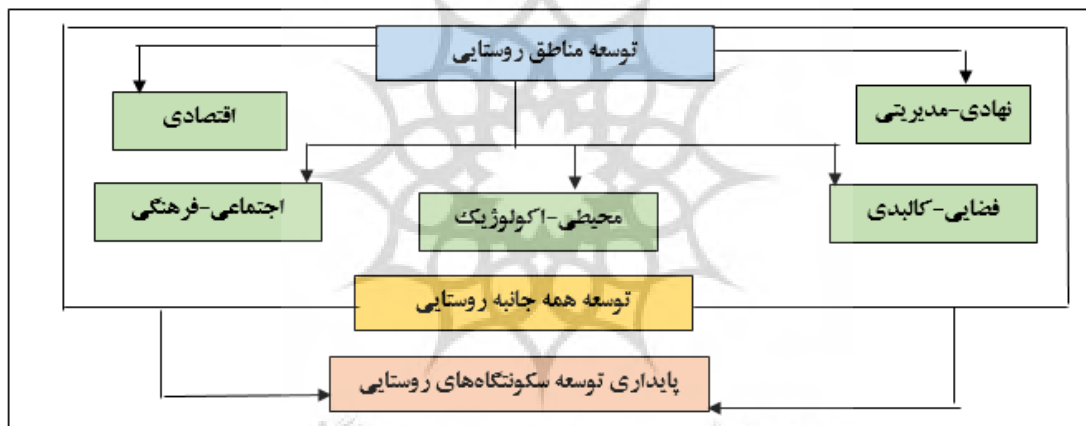 توسعه مناطق روستایی
نهادی-مدیریتی
اقتصادی
فضایی-کالبدی
محیطی-اکولوژیک
اجتماعی-فرهنگی
توسعه همه جانبه روستایی
پایداری توسعه سکونتگاه‌های روستایی